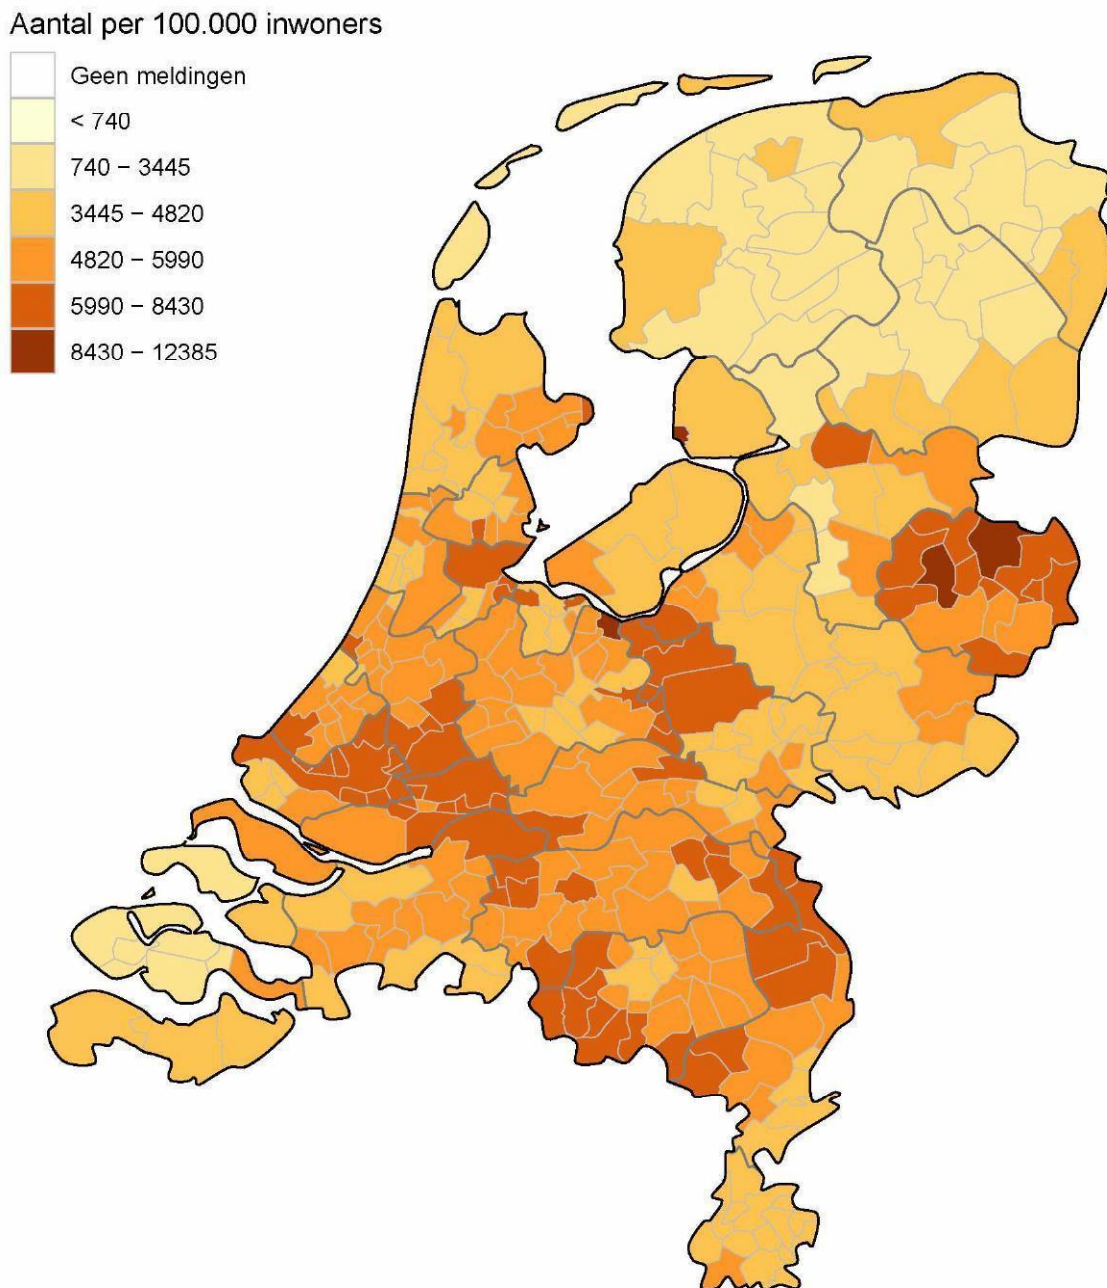 Aantal per 100.000 inwoners
Geen meldingen
< 740
740 − 3445
3445 − 4820
4820 − 5990
5990 − 8430
8430 − 12385